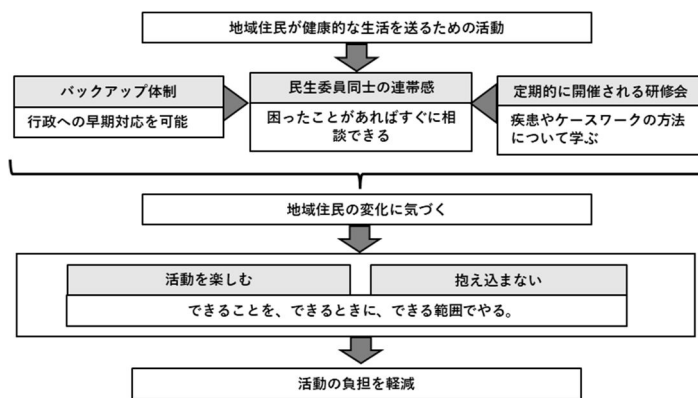 地域住民が健康的な生活を送るための活動
バックアップ体制
行政への早期対応を可能
民生委員同士の連帯感
困ったことがあればすぐに相
談できる
定期的に開催される研修会
疾患やケースワークの方法
について学ぶ
地域住民の変化に気づく
活動を楽しむ
抱え込まない
できることを、できるときに、できる範囲でやる。
活動の負担を軽減